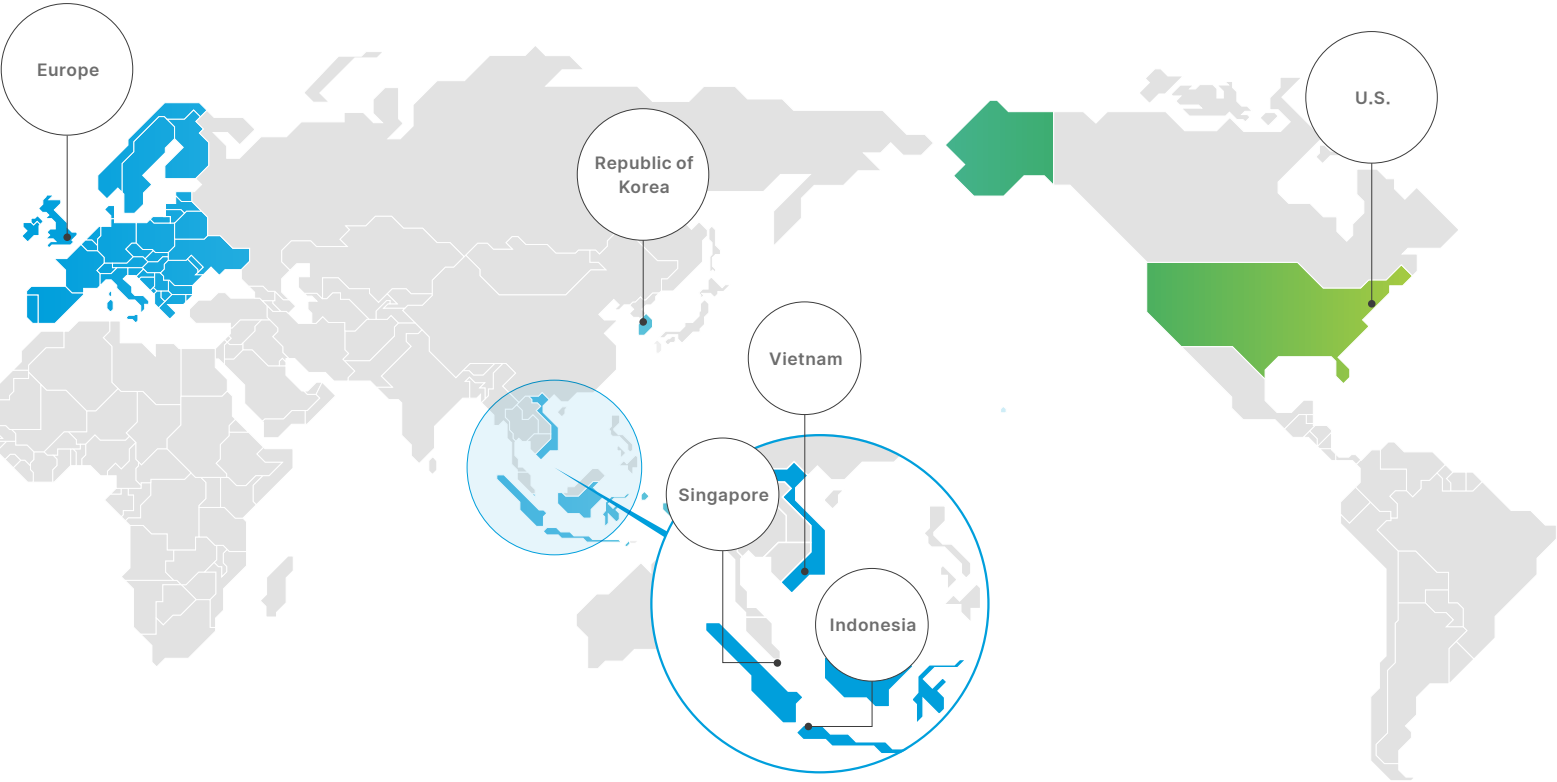 Europe
U.S.
Republic of
Korea
Vietnam
Singapore
Indonesia